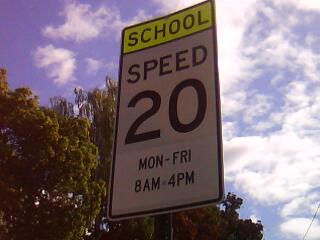 SCHOOL
SPEED
20
MON-FRI
8AM-4PM